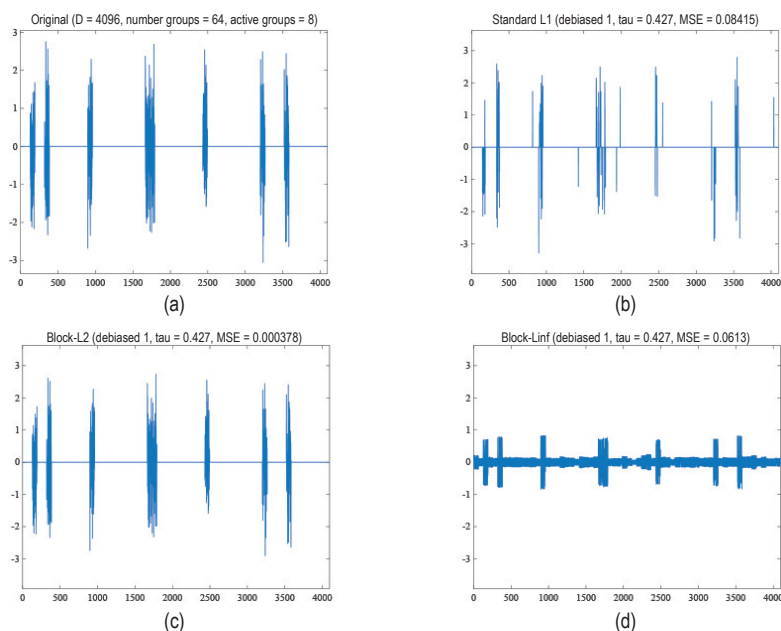 Original (D = 4096, number groups = 64, active groups = 8)
3
2
1
0
-1
-2
-3
0 500 1000 1500 2000 2500 3000 3500 4000
(a)
Standard L1 (debiased 1, tau = 0.427, MSE = 0.08415)
3
2
1
0
-1
-2
-3
0 500 1000 1500 2000 2500 3000 3500 4000
(b)
Block-L2 (debiased 1, tau = 0.427, MSE = 0.000378)
3
2
1
0
-1
-2
-3
0 500 1000 1500 2000 2500 3000 3500 4000
(c)
Block-Linf (debiased 1, tau = 0.427, MSE = 0.0613)
3
2
1
0
-1
-2
-3
0 500 1000 1500 2000 2500 3000 3500 4000
(d)